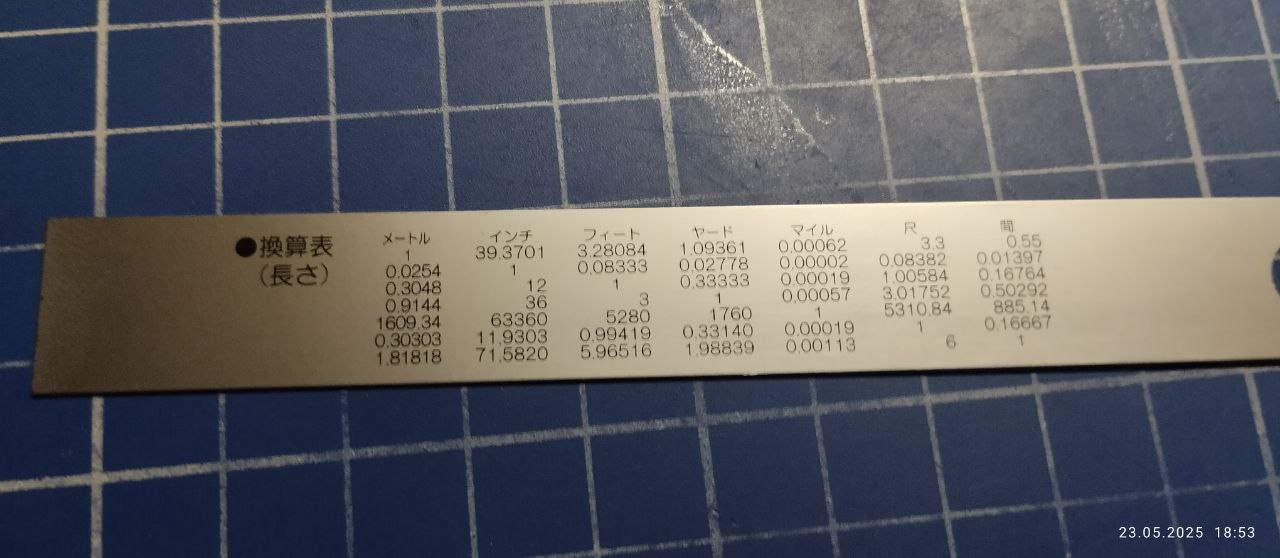 ●換算表 メートル インチ フィート ヤード マイル 尺 間
(長さ) 1 39.3701 3.28084 1.09361 0.00062 3.3 0.55
0.0254 1 0.08333 0.02778 0.00002 0.08382 0.01397
0.3048 12 1 0.33333 0.00019 1.00584 0.16764
0.9144 36 3 1 0.00057 3.01752 0.50292
1609.34 63360 5280 1760 1 5310.84 885.14
0.30303 11.9303 0.99419 0.33140 0.00019 1 0.16667
1.81818 71.5820 5.96516 1.98839 0.00113 6 1
23.05.2025 18:53